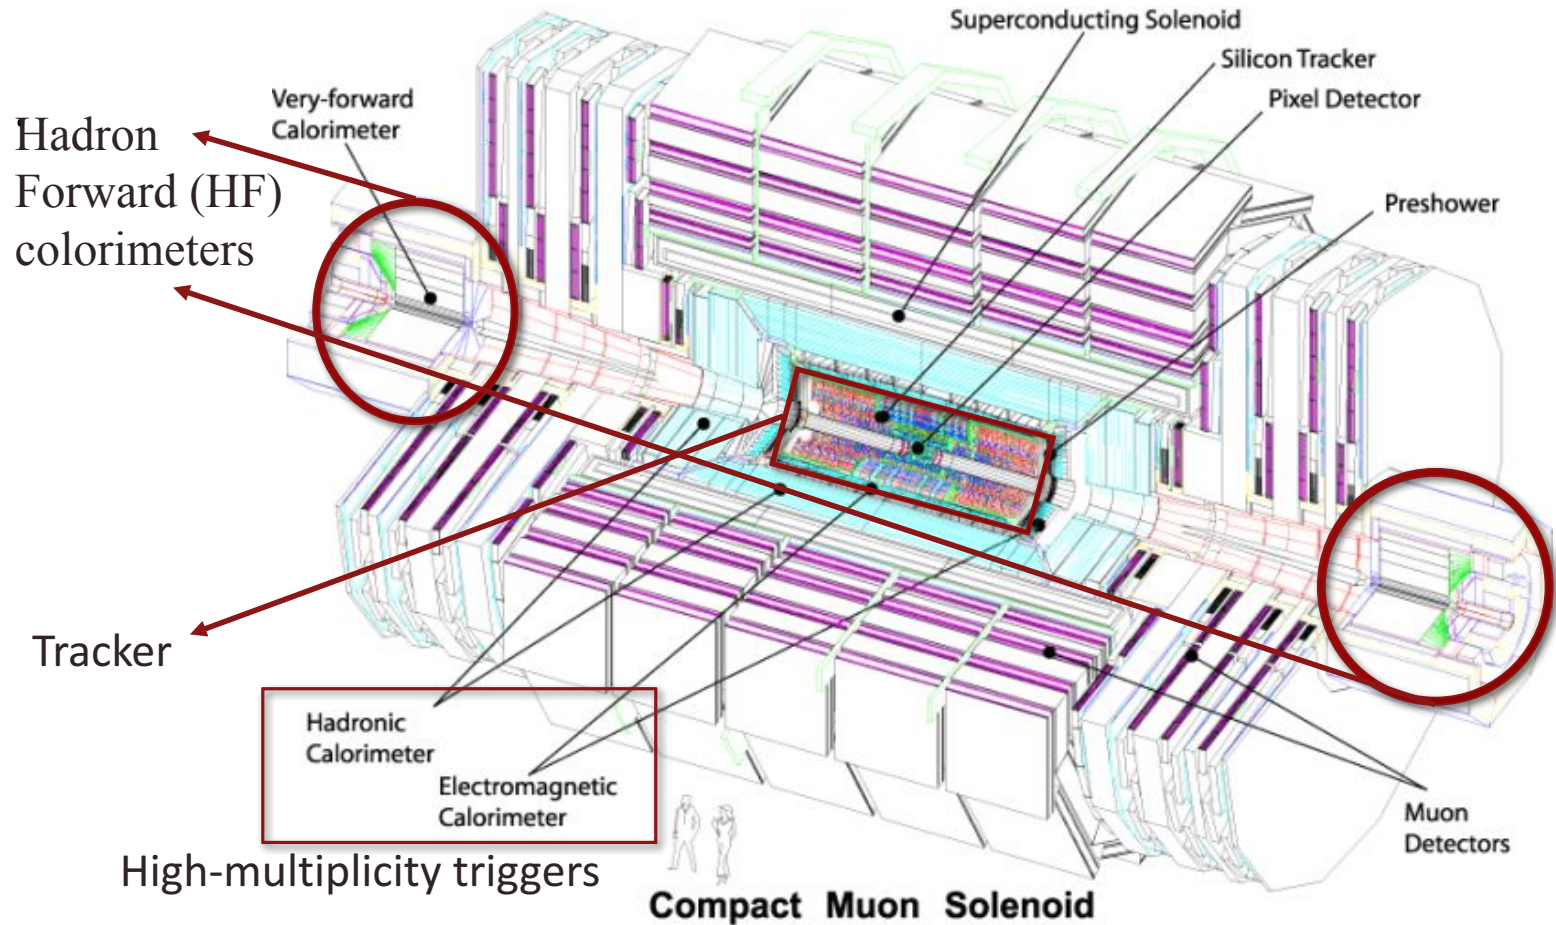 Superconducting Solenoid
Silicon Tracker
Pixel Detector
Very-forward
Calorimeter
Hadron
Forward (HF)
colorimeters
Preshower
Tracker
Hadronic
Calorimeter
Electromagnetic
Calorimeter
Muon
Detectors
High-multiplicity triggers
Compact Muon Solenoid